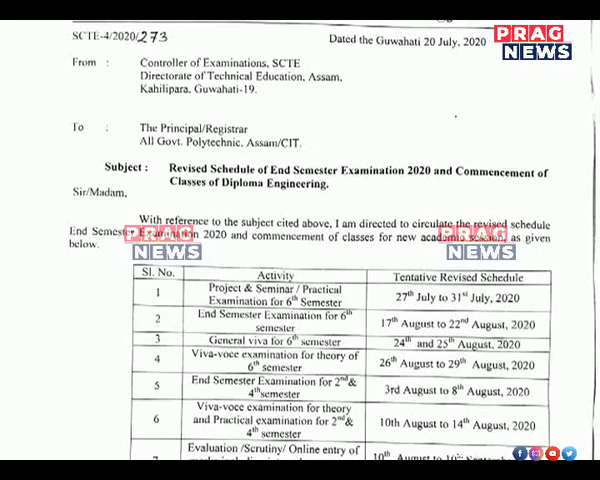 SCTE-4/2020/273
Dated the Guwahati 20 July, 2020
PRAG
NEWS
From : Controller of Examinations, SCTE
Directorate of Technical Education, Assam,
Kahilipara, Guwahati-19.
To : The Principal/Registrar
All Govt. Polytechnic, Assam/CIT.
Subject : Revised Schedule of End Semester Examination 2020 and Commencement of
Classes of Diploma Engineering.
Sir/Madam,
With reference to the subject cited above, I am directed to circulate the revised schedule
End Semester Examination 2020 and commencement of classes for new academic session, as given
below.
PRAG
NEWS
PRAG
NEWS
Sl. No. Activity Tentative Revised Schedule
1 Project & Seminar / Practical
Examination for 6th Semester
27th July to 31st July, 2020
2 End Semester Examination for 6th
semester
17th August to 22nd August, 2020
3 General viva for 6th semester 24th and 25th August, 2020
4 Viva-voce examination for theory of
6th semester
26th August to 29th August, 2020
5 End Semester Examination for 2nd &
4th semester
3rd August to 8th August, 2020
6 Viva-voce examination for theory
and Practical examination for 2nd &
4th semester
10th August to 14th August, 2020
Evaluation /Scrutiny/ Online entry of
10th August to